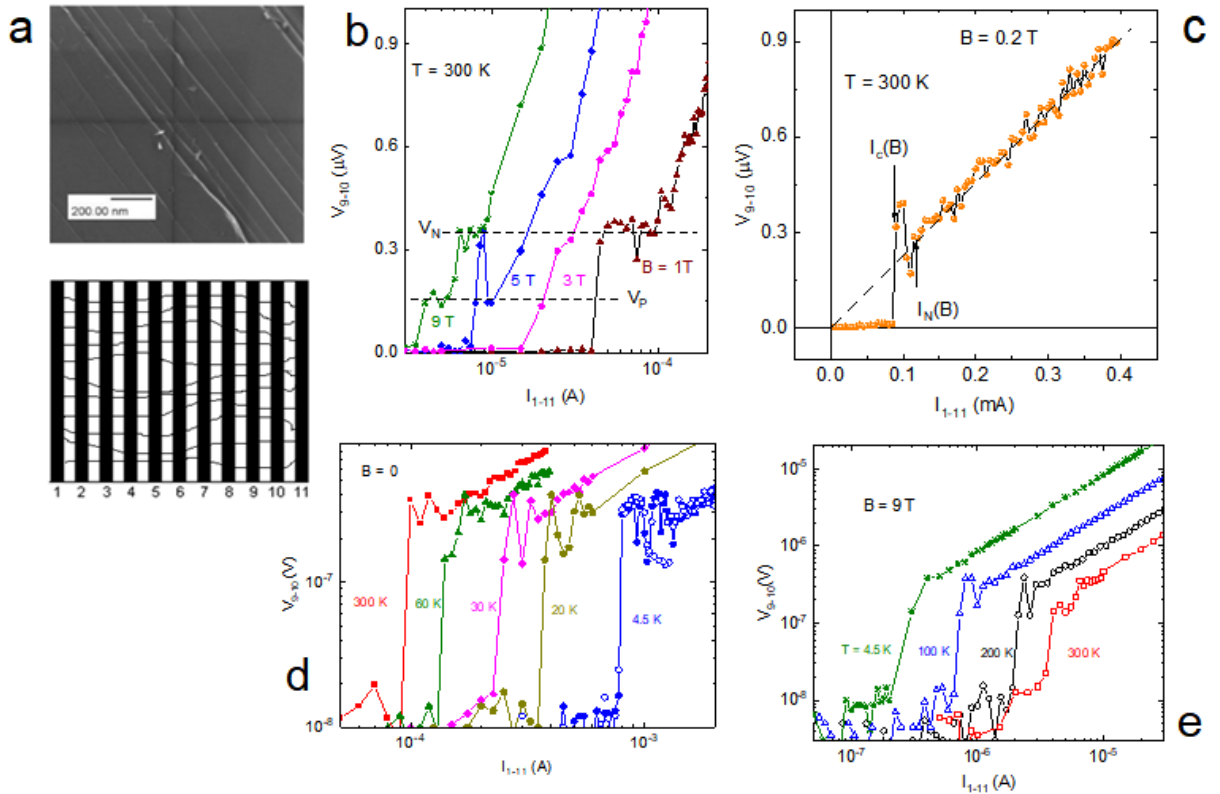 a
200.00 nm
1 2 3 4 5 6 7 8 9 10 11
b
T = 300 K
V9-10 (μV)
0.9
0.6
0.3
0.0
VN
VP
9 T
5 T
3 T
B = 1T
10-5
10-4
I1-11 (A)
c
B = 0.2 T
T = 300 K
V9-10 (μV)
0.9
0.6
0.3
0.0
Ic(B)
IN(B)
0.0 0.1 0.2 0.3 0.4
I1-11 (mA)
d
B = 0
V9-10 (V)
10-7
10-8
300 K
60 K
30 K
20 K
4.5 K
10-4
10-3
I1-11 (A)
e
B = 9 T
V9-10(V)
10-5
10-6
10-7
10-8
T = 4.5 K
100 K
200 K
300 K
10-7
10-6
10-5
I1-11 (A)